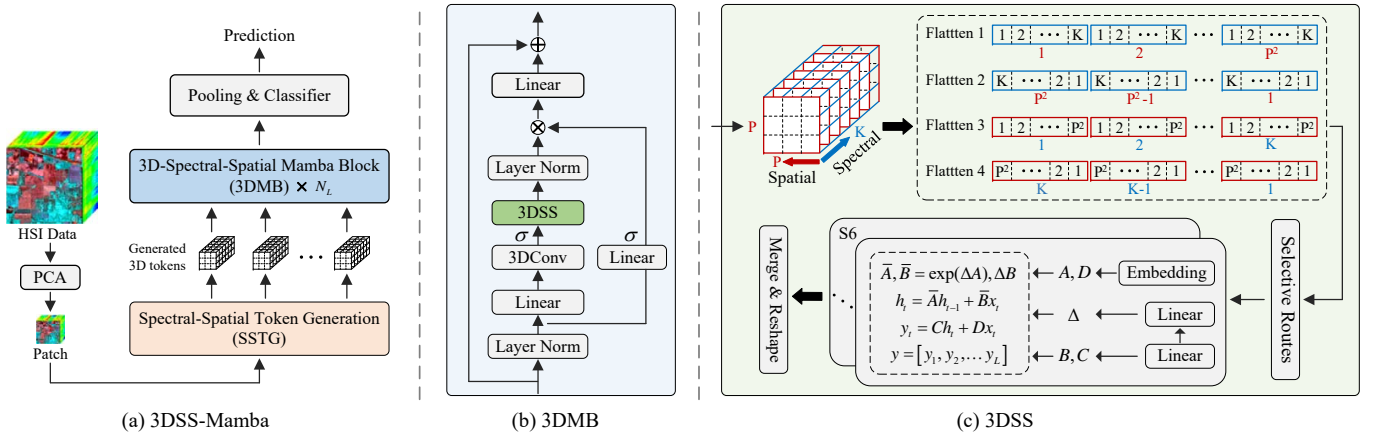 Prediction
Pooling & Classifier
3D-Spectral-Spatial Mamba Block
(3DMB) × N_L
HSI Data
Generated
3D tokens
...
PCA
Spectral-Spatial Token Generation
(SSTG)
Patch
(a) 3DSS-Mamba
Linear
Layer Norm
3DSS
σ
3DConv
σ
Linear
Linear
Layer Norm
(b) 3DMB
P
P
K
Spatial
Spectral
Flattten 1
1 2 ··· K 1 2 ··· K ··· 1 2 ··· K
1 2 P²
Flattten 2
K ··· 2 1 K ··· 2 1 ··· K ··· 2 1
P² P²-1 1
Flattten 3
1 2 ··· P² 1 2 ··· P² ··· 1 2 ··· P²
1 2 K
Flattten 4
P² ··· 2 1 P² ··· 2 1 ··· P² ··· 2 1
K K-1 1
Merge & Reshape
S6
A̅, B̅ = exp(ΔA), ΔB
h_t = A̅h_{t-1} + B̅x_t
y_t = Ch_t + Dx_t
y = [y_1, y_2, ... y_L]
A, D
Embedding
Δ
Linear
B, C
Linear
Selective Routes
(c) 3DSS